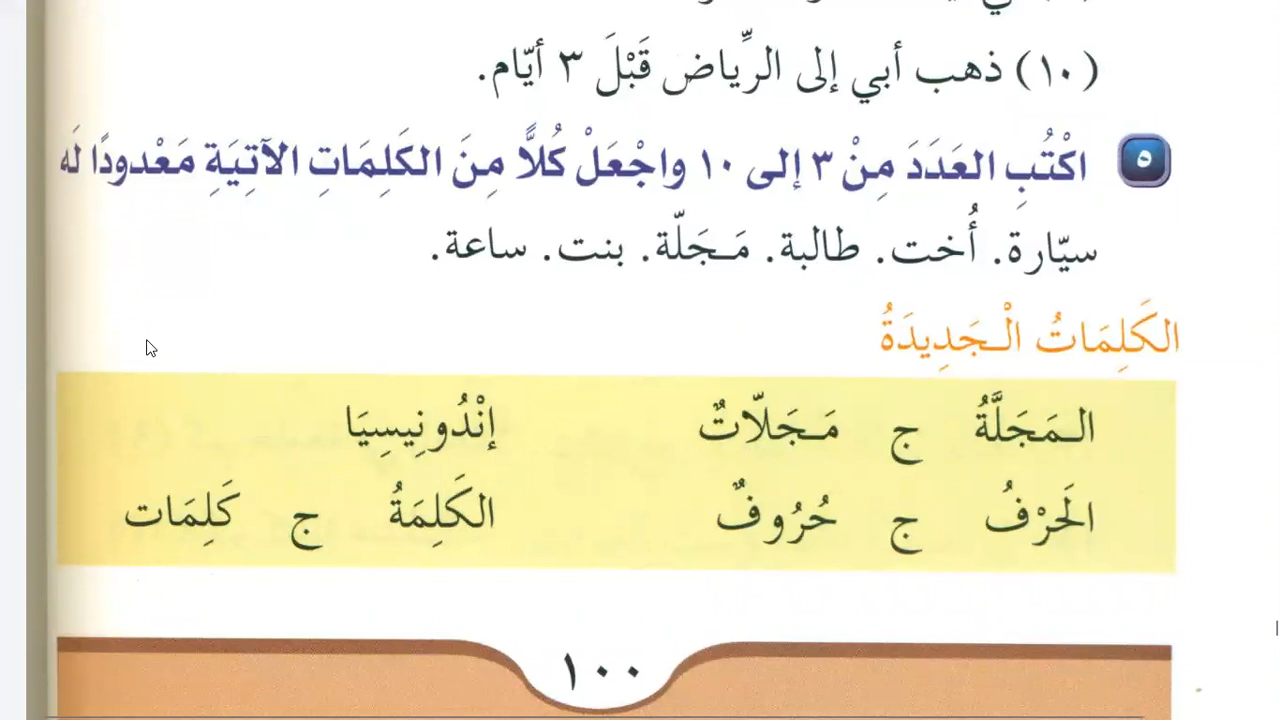 (١٠) ذهب أبي إلى الرِّياض قَبْلَ ٣ أيّام.
٥ اكْتُبِ العَدَدَ مِنْ ٣ إلى ١٠ واجْعَلْ كُلاًّ مِنَ الكَلِمَاتِ الآتِيَةِ مَعْدودًا لَه
سيّارة. أُخت. طالبة. مَـجَلّة. بنت. ساعة.
الكَلِمَاتُ الْـجَدِيدَةُ
الـمَجَلَّةُ ج مَـجَلّاتٌ إنْدُونِيسِيَا
الحَرْفُ ج حُرُوفٌ الكَلِمَةُ ج كَلِمَات
١٠٠